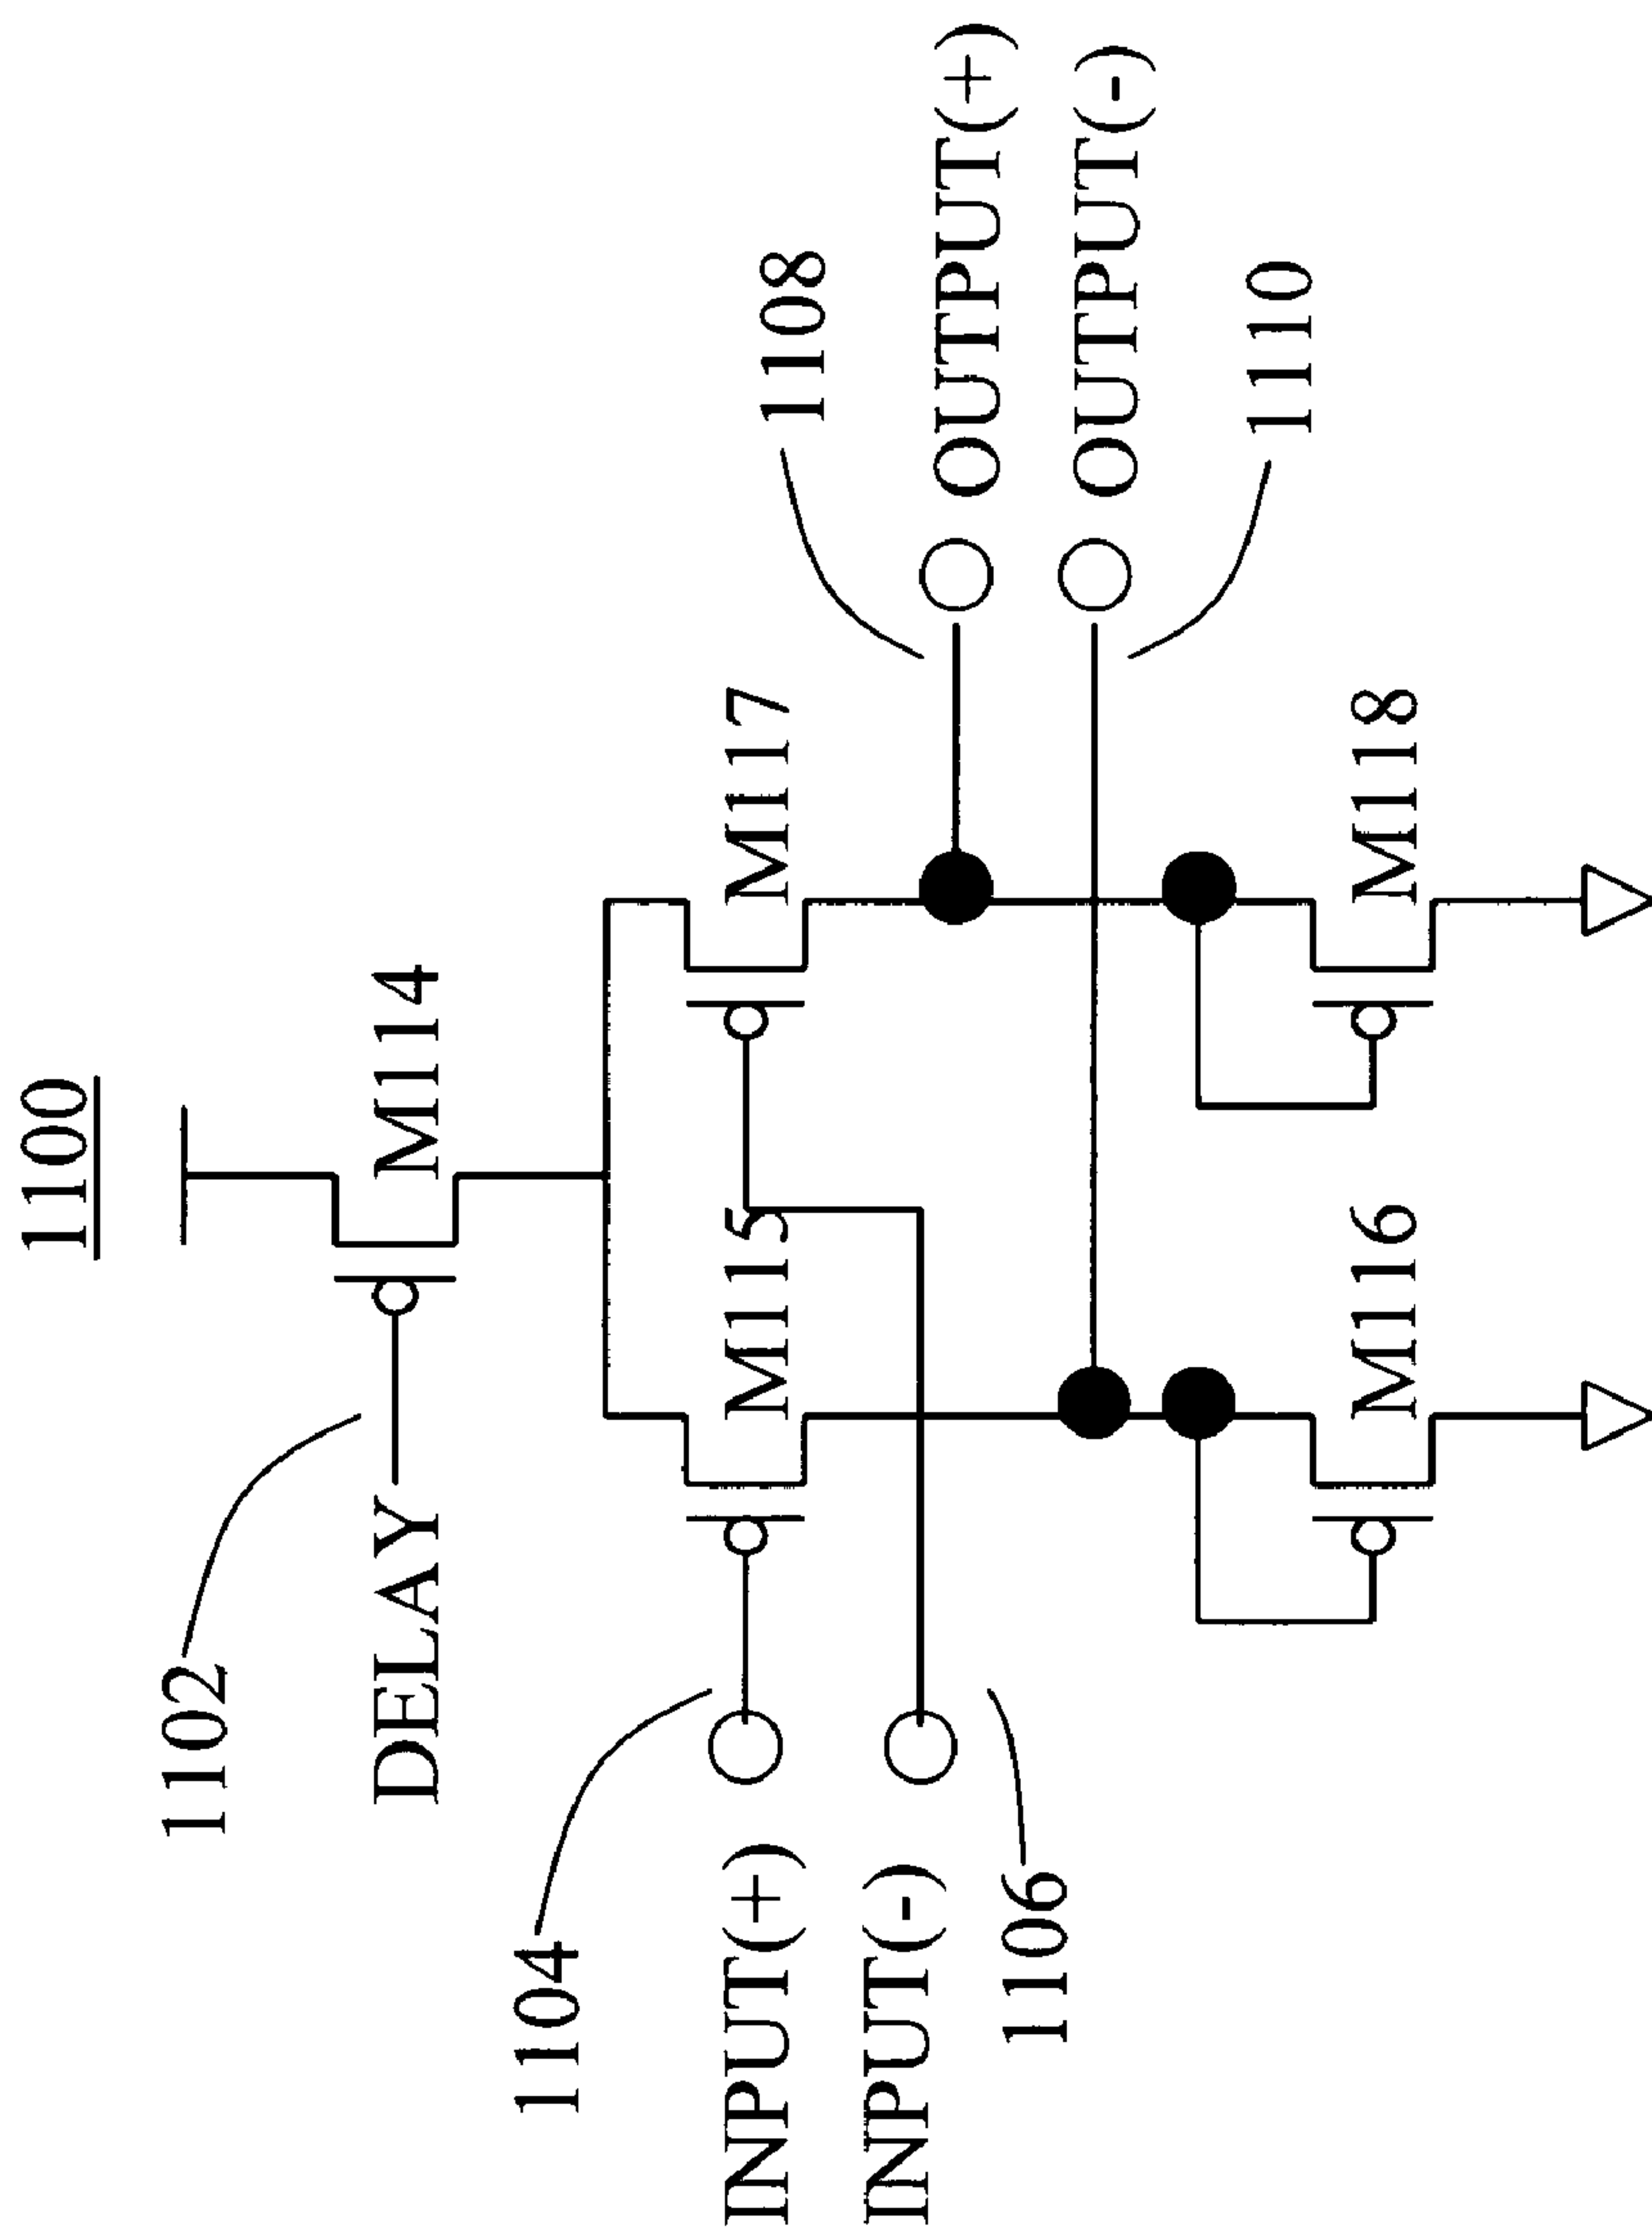 1100
1102
DELAY
M114
1104
INPUT(+)
M115
M117
1108
INPUT(-)
OUTPUT(+)
1106
OUTPUT(-)
1110
M116
M118